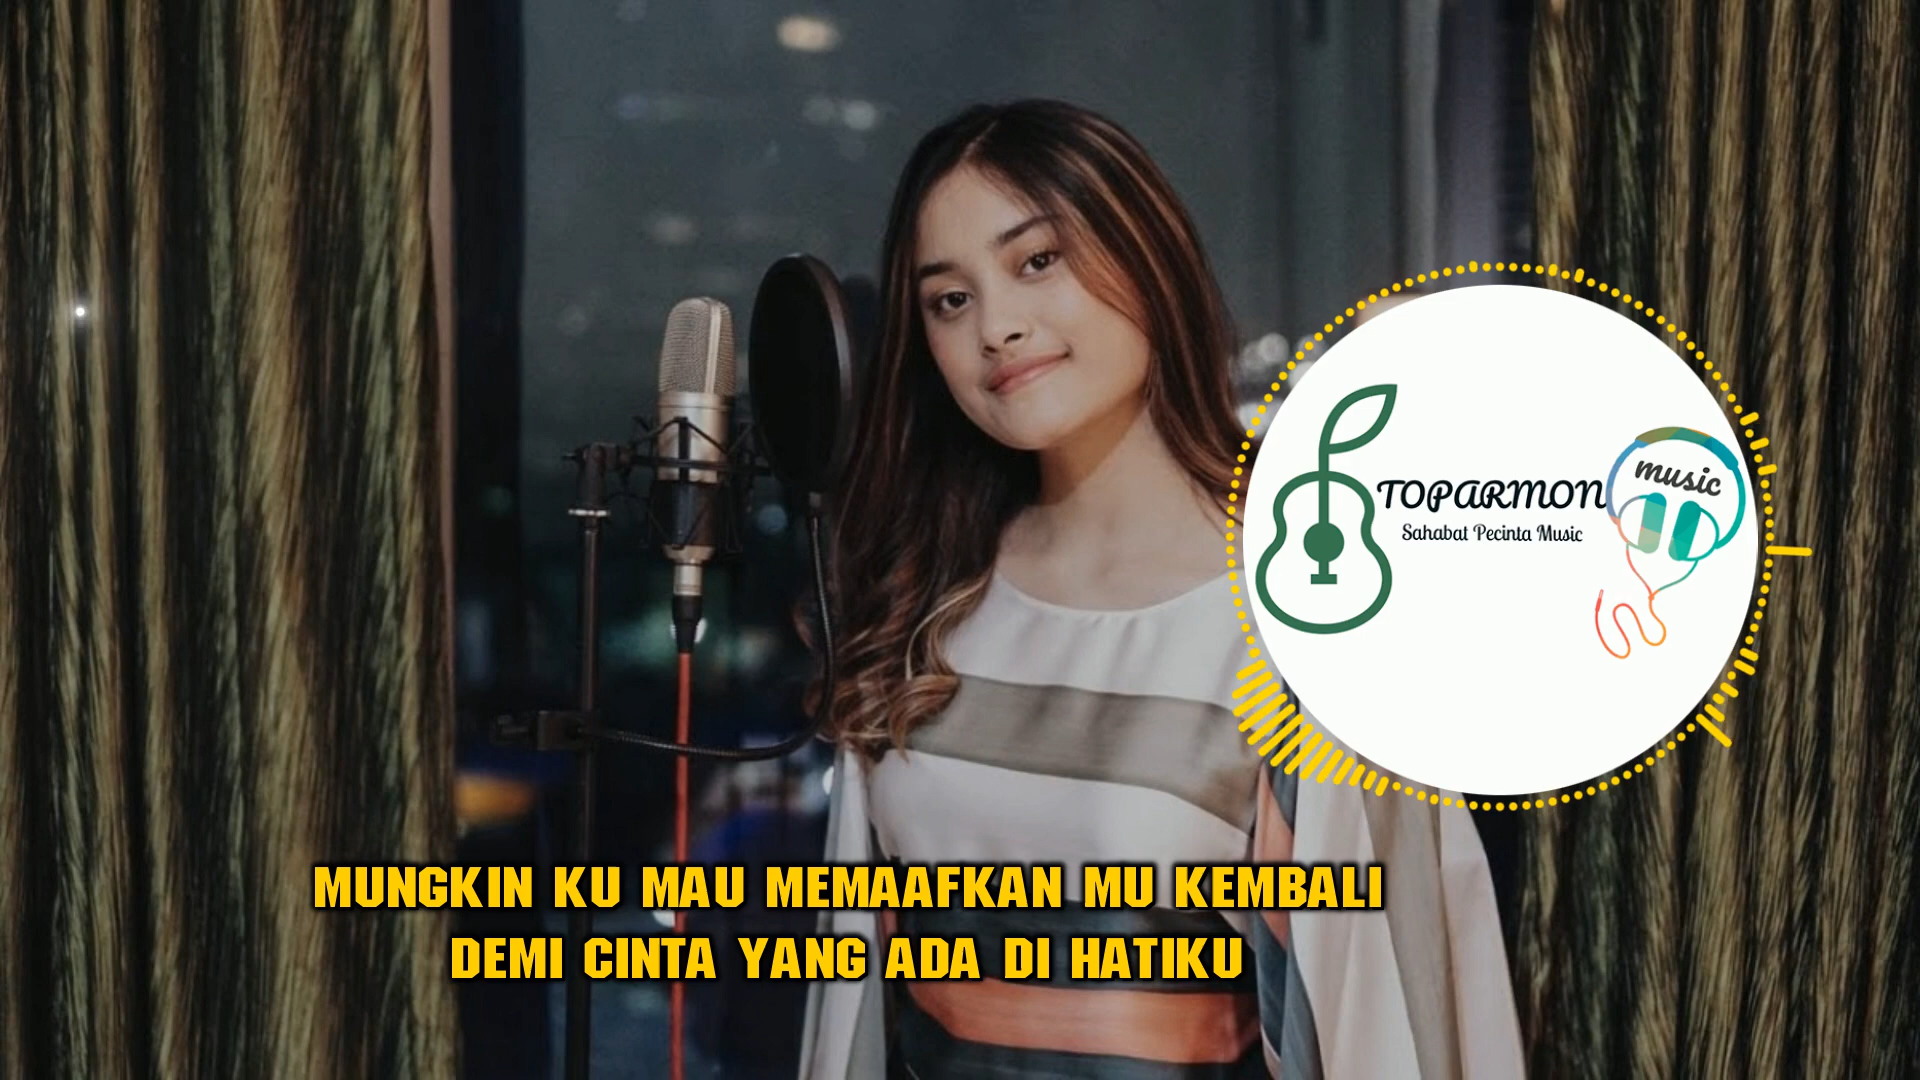 TOPARMON
music
Sahabat Pecinta Music
MUNGKIN KU MAU MEMAAFKAN MU KEMBALI
DEMI CINTA YANG ADA DI HATIKU